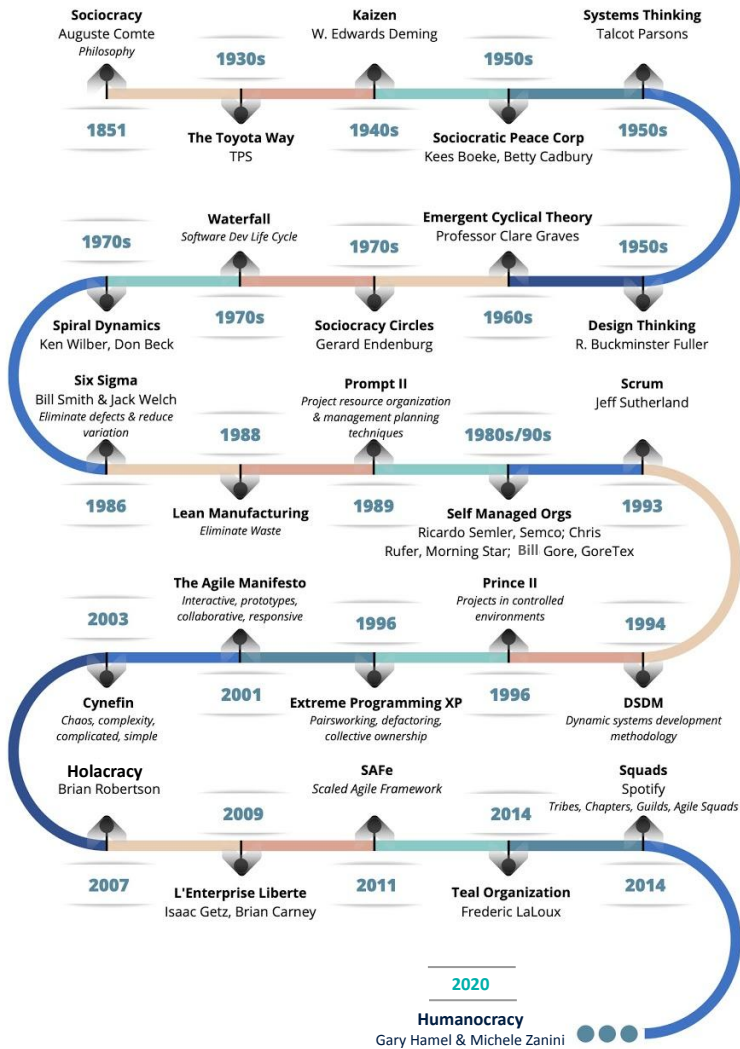 Sociocracy
Auguste Comte
Philosophy
1851
1930s
The Toyota Way
TPS
Kaizen
W. Edwards Deming
1940s
1950s
Sociocratic Peace Corp
Kees Boeke, Betty Cadbury
Systems Thinking
Talcot Parsons
1950s
1950s
Design Thinking
R. Buckminster Fuller
Emergent Cyclical Theory
Professor Clare Graves
1960s
1970s
Sociocracy Circles
Gerard Endenburg
Waterfall
Software Dev Life Cycle
1970s
1970s
Spiral Dynamics
Ken Wilber, Don Beck
Six Sigma
Bill Smith & Jack Welch
Eliminate defects & reduce
variation
1986
1988
Lean Manufacturing
Eliminate Waste
Prompt II
Project resource organization
& management planning
techniques
1989
1980s/90s
Self Managed Orgs
Ricardo Semler, Semco; Chris
Rufer, Morning Star; Bill Gore, GoreTex
Scrum
Jeff Sutherland
1993
1994
DSDM
Dynamic systems development
methodology
Prince II
Projects in controlled
environments
1996
1996
Extreme Programming XP
Pairsworking, defactoring,
collective ownership
The Agile Manifesto
Interactive, prototypes,
collaborative, responsive
2001
2003
Cynefin
Chaos, complexity,
complicated, simple
Holacracy
Brian Robertson
2007
2009
L'Enterprise Liberte
Isaac Getz, Brian Carney
SAFe
Scaled Agile Framework
2011
2014
Teal Organization
Frederic LaLoux
Squads
Spotify
Tribes, Chapters, Guilds, Agile Squads
2014
2020
Humanocracy
Gary Hamel & Michele Zanini